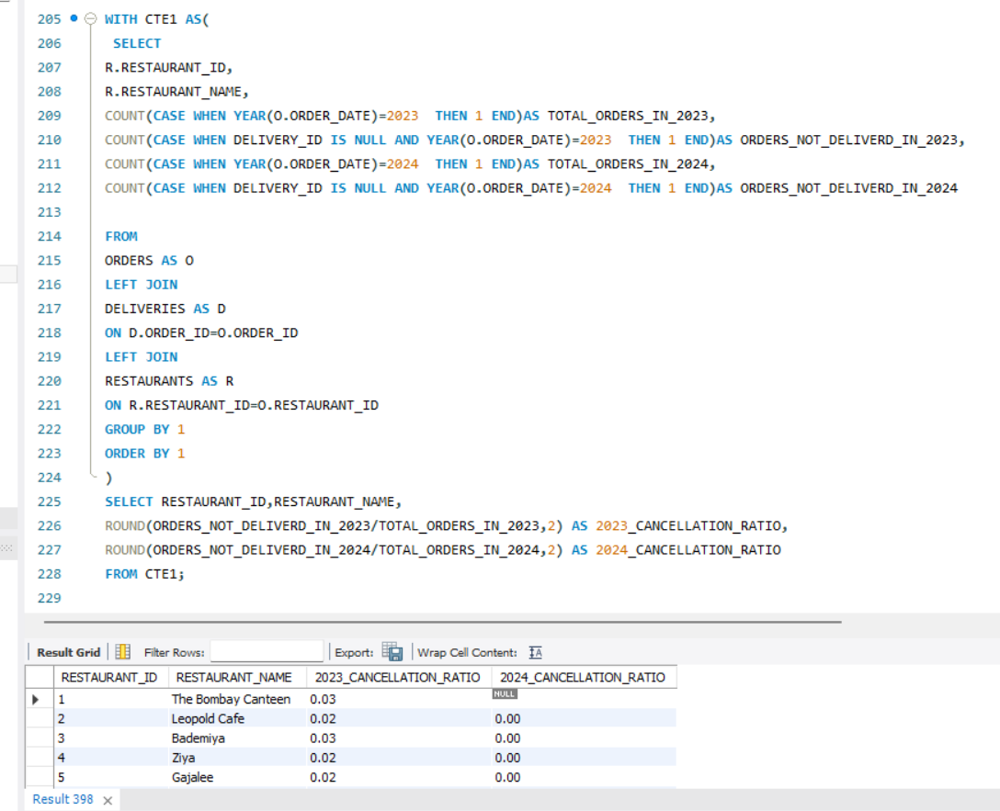 205 WITH CTE1 AS(
206 SELECT
207 R.RESTAURANT_ID,
208 R.RESTAURANT_NAME,
209 COUNT(CASE WHEN YEAR(O.ORDER_DATE)=2023  THEN 1 END)AS TOTAL_ORDERS_IN_2023,
210 COUNT(CASE WHEN DELIVERY_ID IS NULL AND YEAR(O.ORDER_DATE)=2023  THEN 1 END)AS ORDERS_NOT_DELIVERD_IN_2023,
211 COUNT(CASE WHEN YEAR(O.ORDER_DATE)=2024  THEN 1 END)AS TOTAL_ORDERS_IN_2024,
212 COUNT(CASE WHEN DELIVERY_ID IS NULL AND YEAR(O.ORDER_DATE)=2024  THEN 1 END)AS ORDERS_NOT_DELIVERD_IN_2024
213
214 FROM
215 ORDERS AS O
216 LEFT JOIN
217 DELIVERIES AS D
218 ON D.ORDER_ID=O.ORDER_ID
219 LEFT JOIN
220 RESTAURANTS AS R
221 ON R.RESTAURANT_ID=O.RESTAURANT_ID
222 GROUP BY 1
223 ORDER BY 1
224 )
225 SELECT RESTAURANT_ID,RESTAURANT_NAME,
226 ROUND(ORDERS_NOT_DELIVERD_IN_2023/TOTAL_ORDERS_IN_2023,2) AS 2023_CANCELLATION_RATIO,
227 ROUND(ORDERS_NOT_DELIVERD_IN_2024/TOTAL_ORDERS_IN_2024,2) AS 2024_CANCELLATION_RATIO
228 FROM CTE1;
229
Result Grid Filter Rows: Export: Wrap Cell Content: IA
RESTAURANT_ID RESTAURANT_NAME 2023_CANCELLATION_RATIO 2024_CANCELLATION_RATIO
1 The Bombay Canteen 0.03 NULL
2 Leopold Cafe 0.02 0.00
3 Bademiya 0.03 0.00
4 Ziya 0.02 0.00
5 Gajalee 0.02 0.00
Result 398 ×